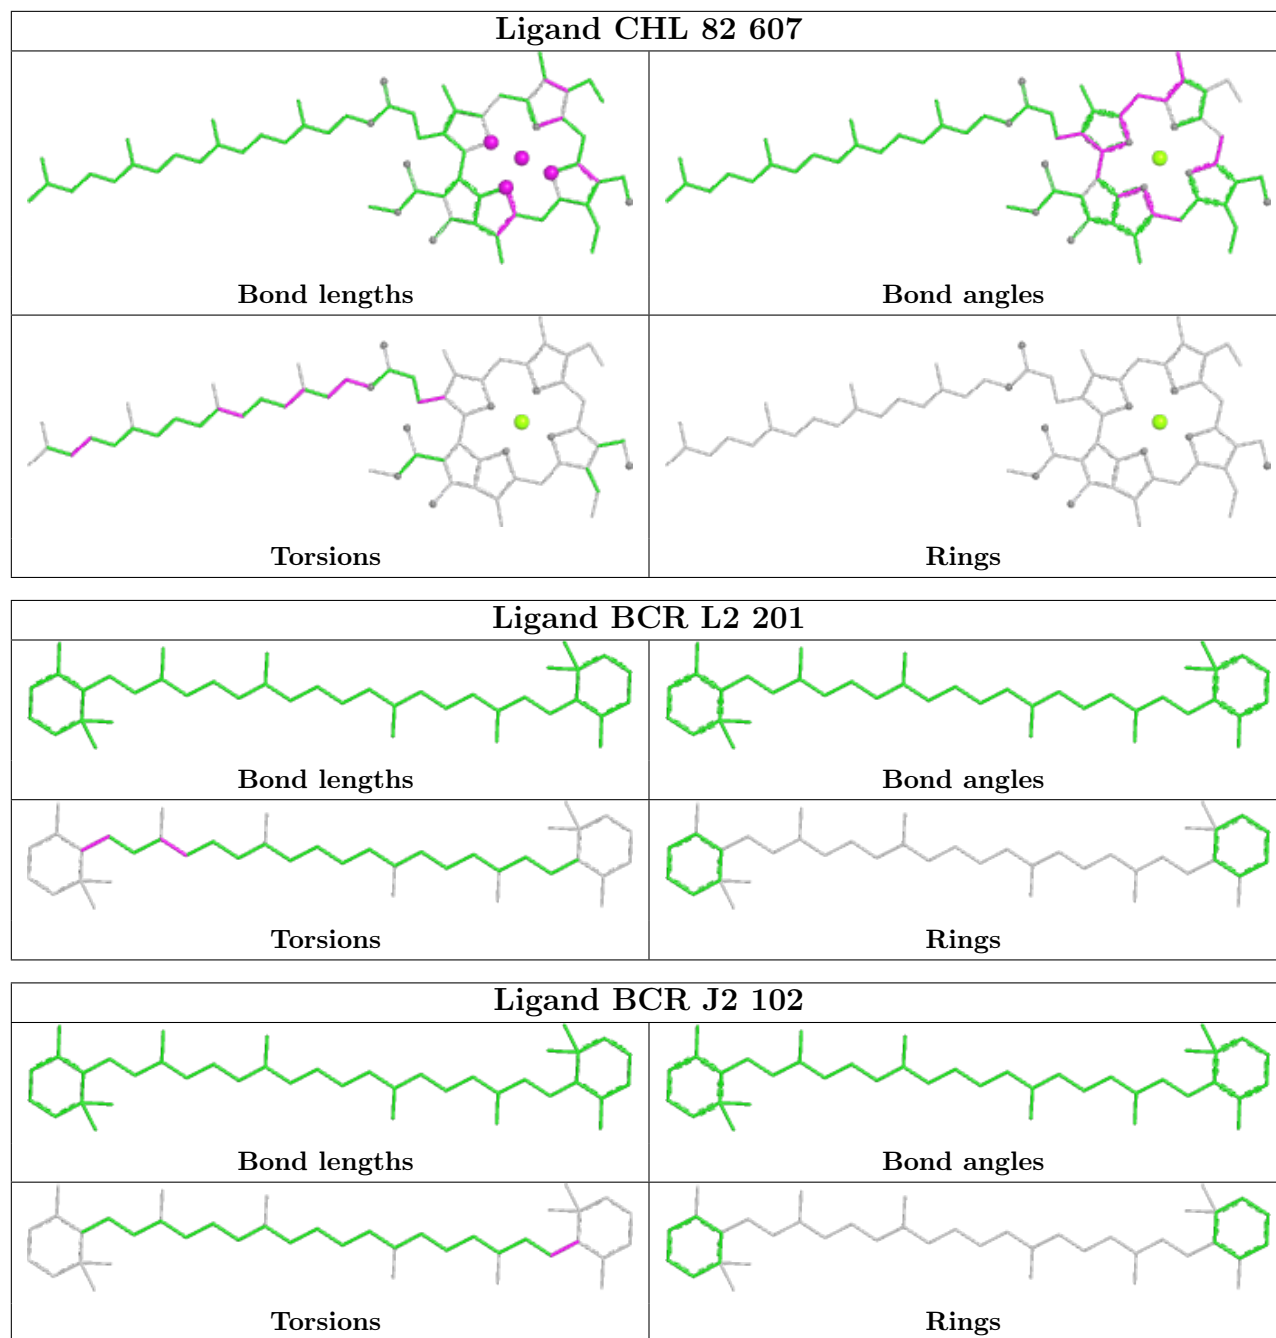 Ligand CHL 82 607
Bond lengths
Bond angles
Torsions
Rings
Ligand BCR L2 201
Bond lengths
Bond angles
Torsions
Rings
Ligand BCR J2 102
Bond lengths
Bond angles
Torsions
Rings